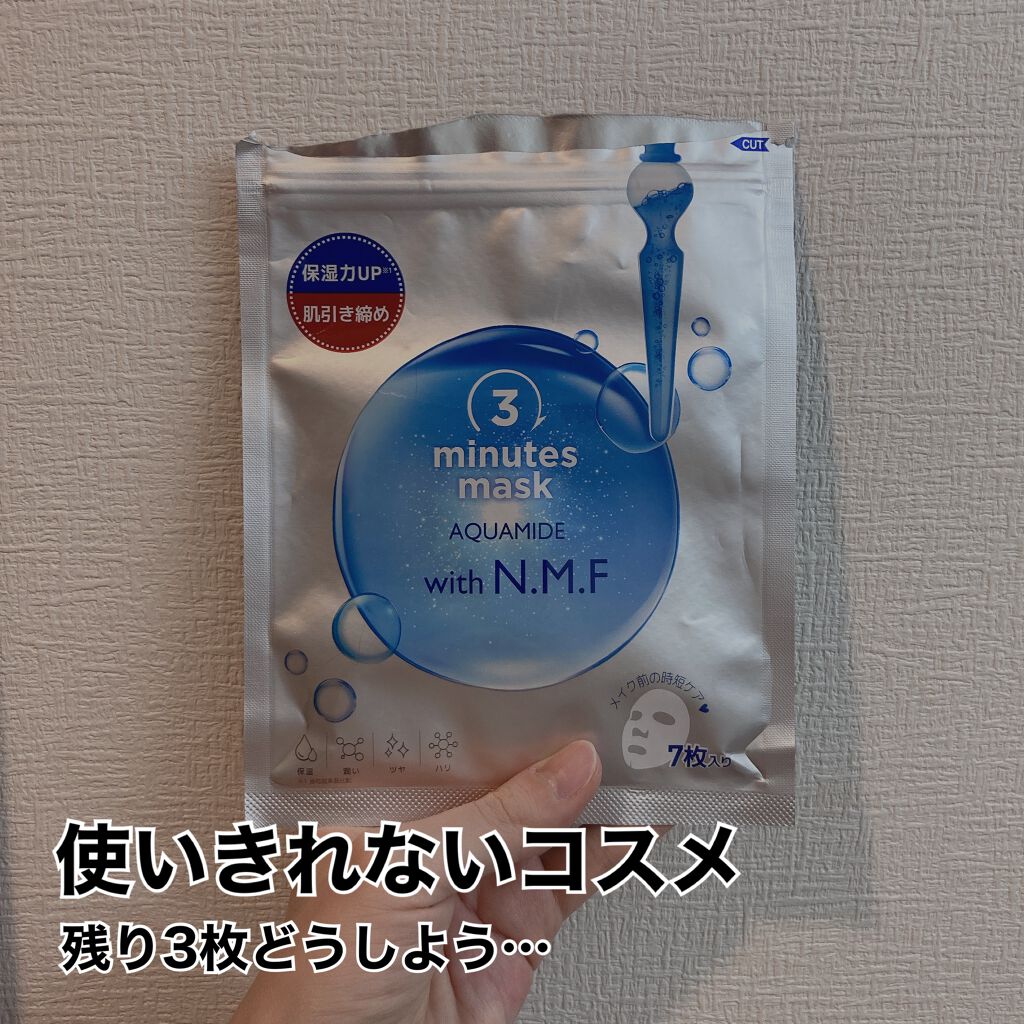 CUT
保湿力UP※1
肌引き締め
3
minutes
mask
AQUAMIDE
with N.M.F
メイク前の時短ケア
7枚入り
保湿
潤い
ツヤ
ハリ
使いきれないコスメ
残り3枚どうしよう…